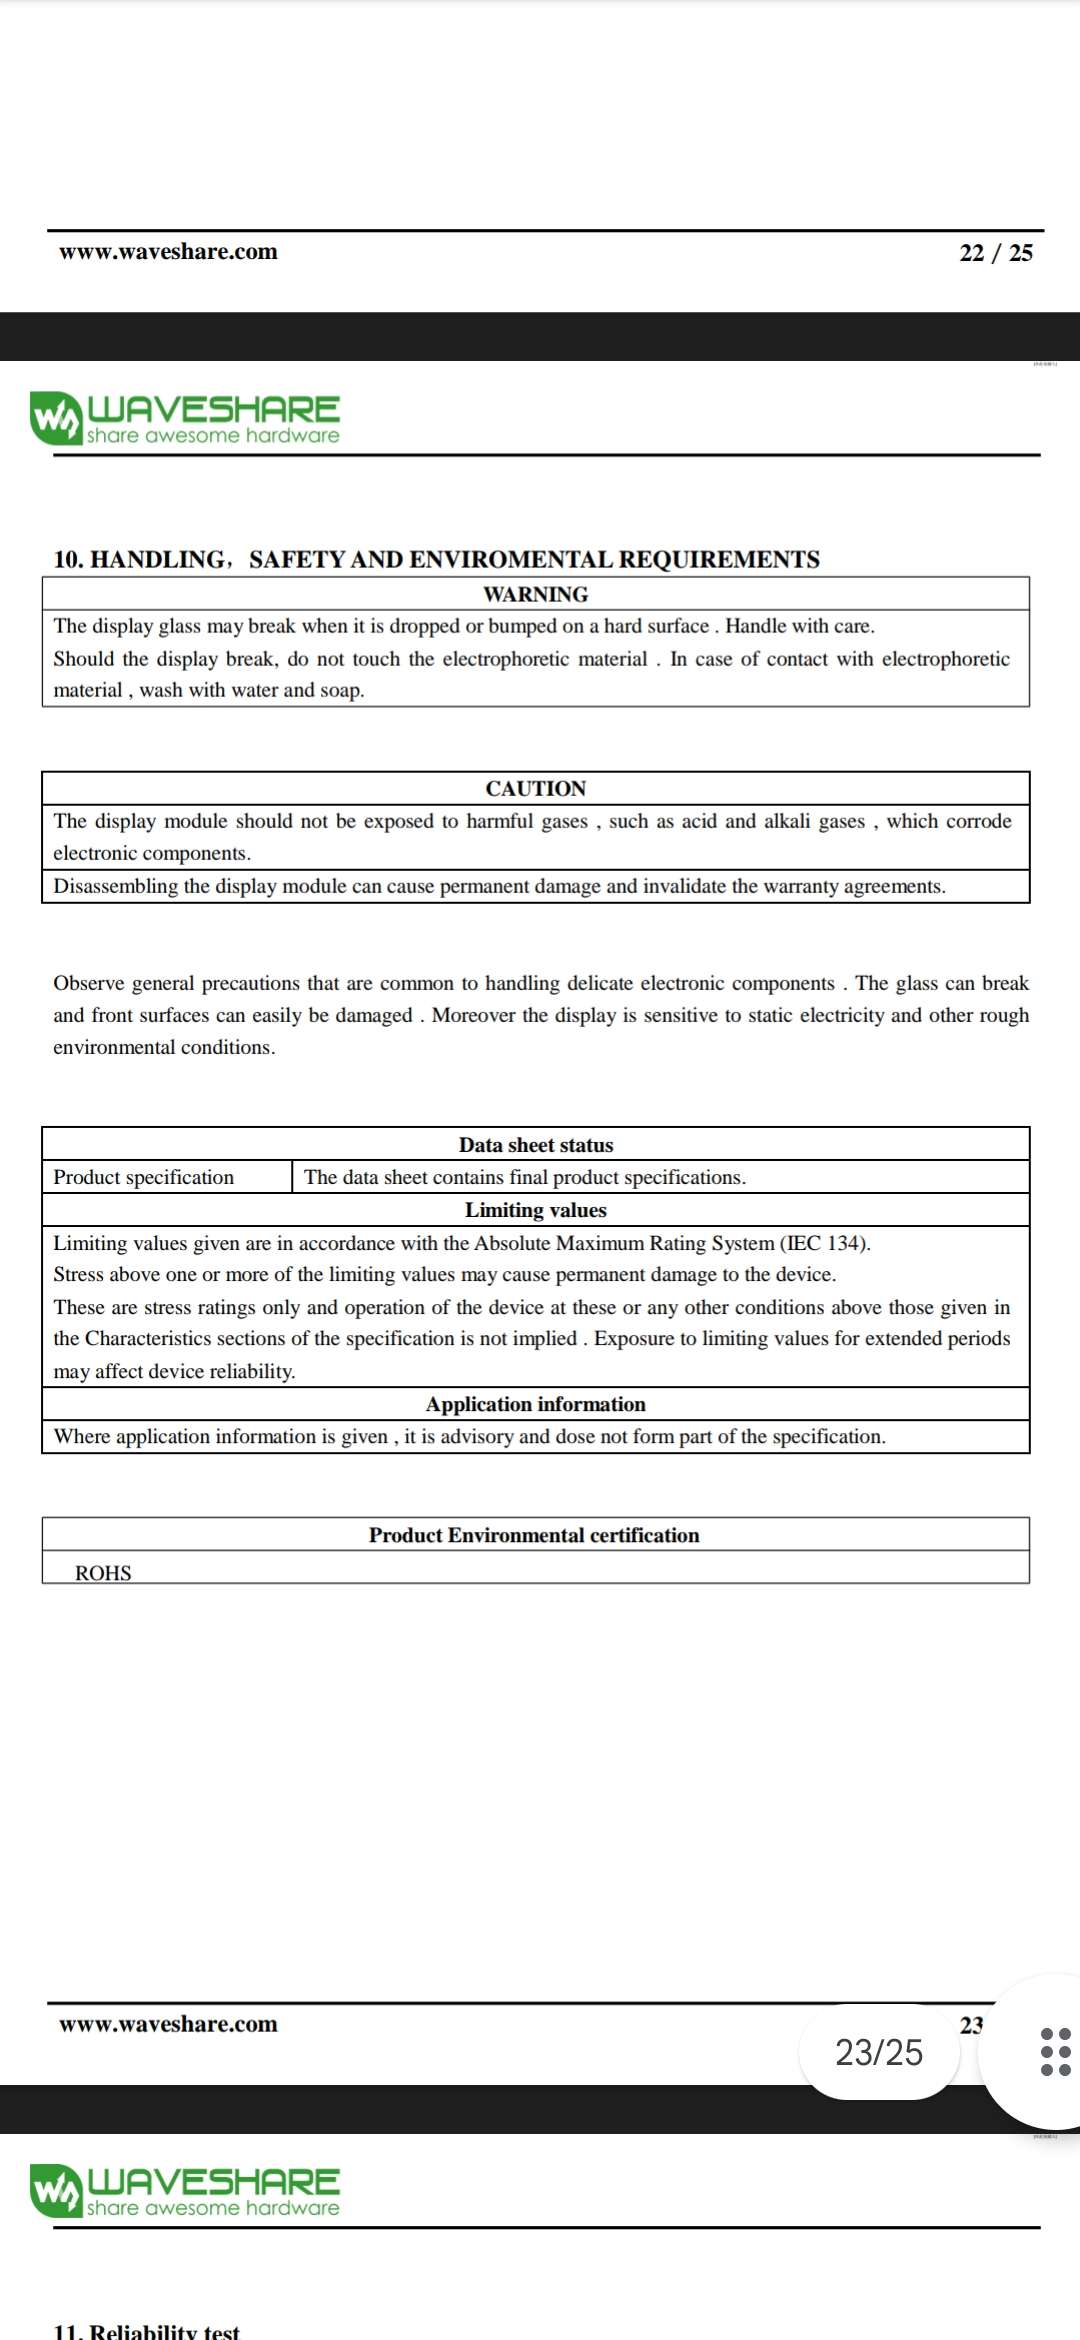 www.waveshare.com 22 / 25
WAVESHARE
share awesome hardware
10. HANDLING，SAFETY AND ENVIROMENTAL REQUIREMENTS
WARNING
The display glass may break when it is dropped or bumped on a hard surface . Handle with care.
Should the display break, do not touch the electrophoretic material . In case of contact with electrophoretic
material , wash with water and soap.
CAUTION
The display module should not be exposed to harmful gases , such as acid and alkali gases , which corrode
electronic components.
Disassembling the display module can cause permanent damage and invalidate the warranty agreements.
Observe general precautions that are common to handling delicate electronic components . The glass can break
and front surfaces can easily be damaged . Moreover the display is sensitive to static electricity and other rough
environmental conditions.
Data sheet status
Product specification The data sheet contains final product specifications.
Limiting values
Limiting values given are in accordance with the Absolute Maximum Rating System (IEC 134).
Stress above one or more of the limiting values may cause permanent damage to the device.
These are stress ratings only and operation of the device at these or any other conditions above those given in
the Characteristics sections of the specification is not implied . Exposure to limiting values for extended periods
may affect device reliability.
Application information
Where application information is given , it is advisory and dose not form part of the specification.
Product Environmental certification
ROHS
www.waveshare.com 23
23/25
WAVESHARE
share awesome hardware
11. Reliability test